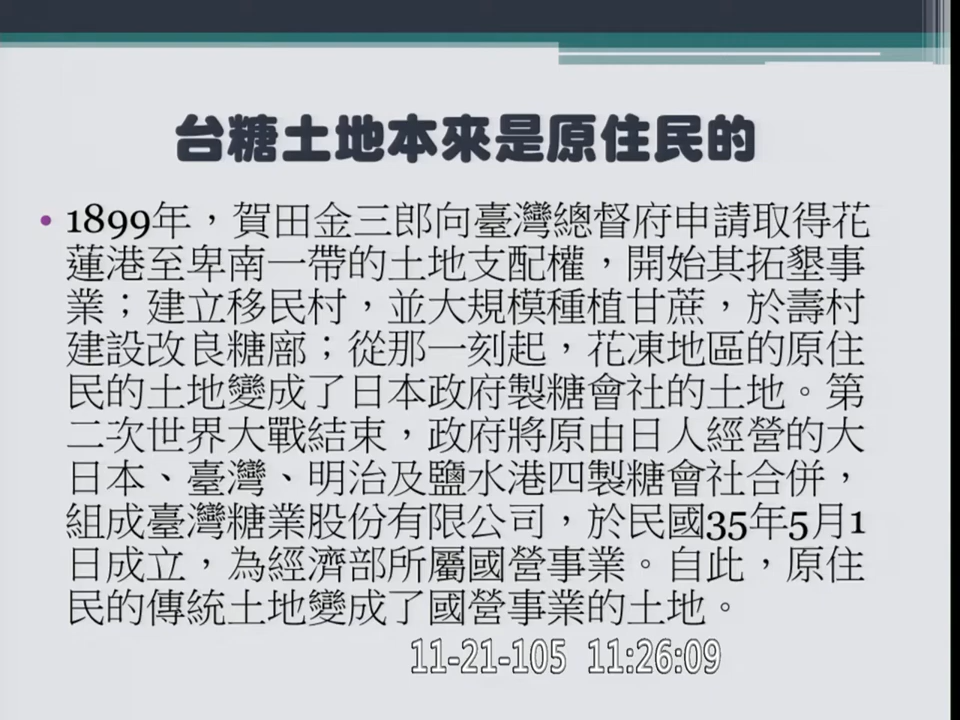 台糖土地本來是原住民的
• 1899年，賀田金三郎向臺灣總督府申請取得花
蓮港至卑南一帶的土地支配權，開始其拓墾事
業；建立移民村，並大規模種植甘蔗，於壽村
建設改良糖廍；從那一刻起，花凍地區的原住
民的土地變成了日本政府製糖會社的土地。第
二次世界大戰結束，政府將原由日人經營的大
日本、臺灣、明治及鹽水港四製糖會社合併，
組成臺灣糖業股份有限公司，於民國35年5月1
日成立，為經濟部所屬國營事業。自此，原住
民的傳統土地變成了國營事業的土地。
11-21-105 11:26:09